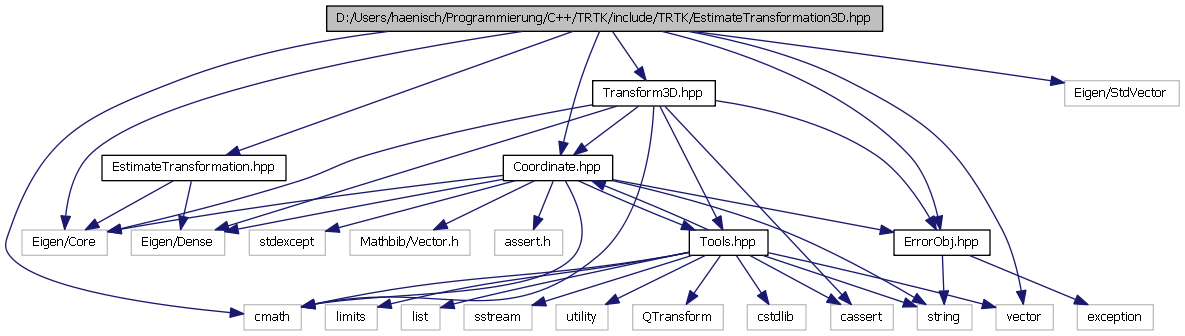 D:/Users/haenisch/Programmierung/C++/TRTK/include/TRTK/EstimateTransformation3D.hpp
Transform3D.hpp
Eigen/StdVector
EstimateTransformation.hpp
Coordinate.hpp
Eigen/Core
Eigen/Dense
stdexcept
Mathbib/Vector.h
assert.h
Tools.hpp
ErrorObj.hpp
cmath
limits
list
sstream
utility
QTransform
cstdlib
cassert
string
vector
exception